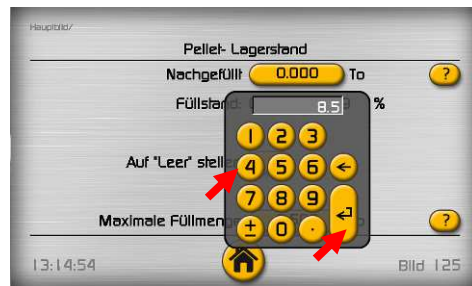 Hauptbild/
Pellet- Lagerstand
Nachgefüllt 0.000 To ?
Füllstand: %
8.5
1 2 3
Auf "Leer" stellen
4 5 6 ←
7 8 9
Maximale Füllmenge
± 0 . ?
13:14:54 Bild 125